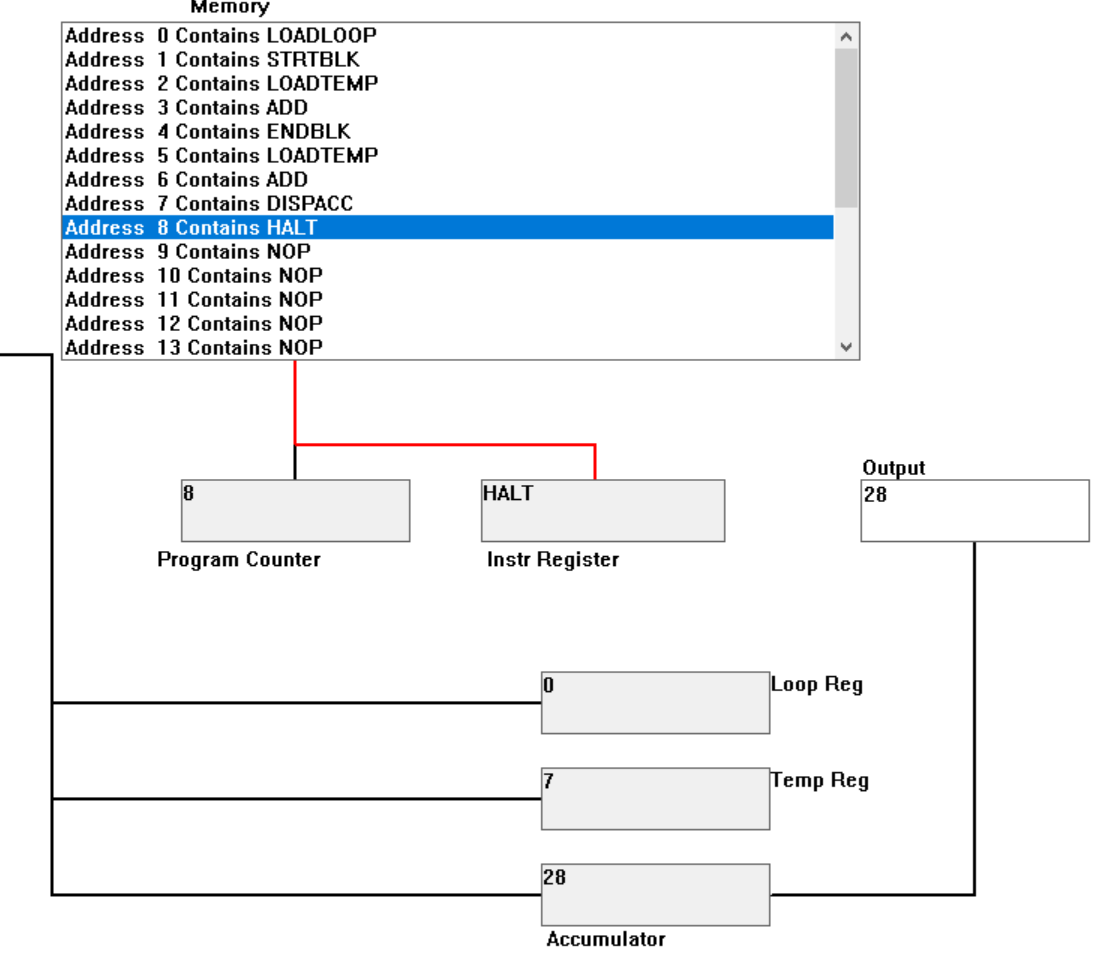 Memory
Address 0 Contains LOADLOOP
Address 1 Contains STRTBLK
Address 2 Contains LOADTEMP
Address 3 Contains ADD
Address 4 Contains ENDBLK
Address 5 Contains LOADTEMP
Address 6 Contains ADD
Address 7 Contains DISPACC
Address 8 Contains HALT
Address 9 Contains NOP
Address 10 Contains NOP
Address 11 Contains NOP
Address 12 Contains NOP
Address 13 Contains NOP
8
Program Counter
HALT
Instr Register
Output
28
0
Loop Reg
7
Temp Reg
28
Accumulator